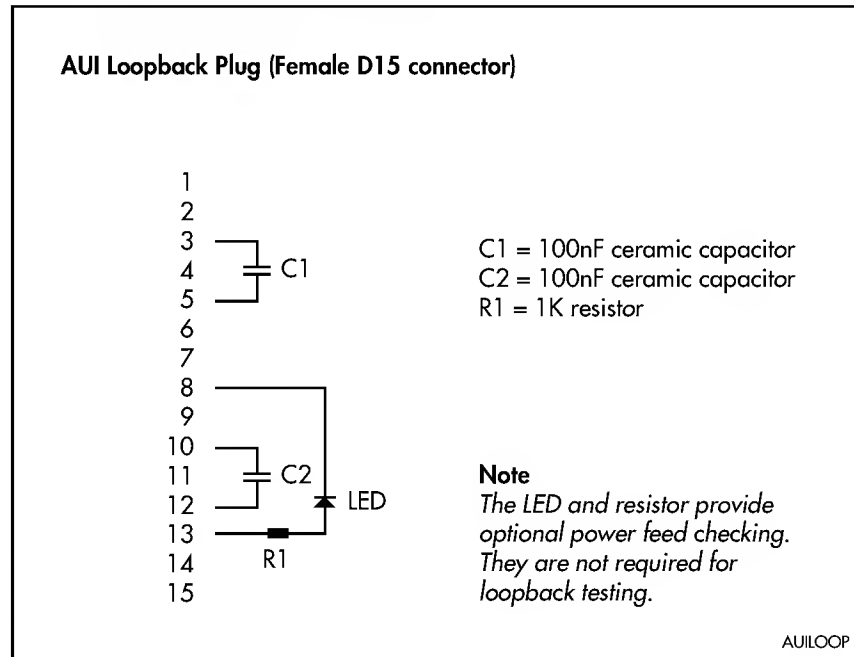 AUI Loopback Plug (Female D15 connector)
1
2
3
4
C1
5
6
7
8
9
10
11
C2
12
LED
13
R1
14
15
C1 = 100nF ceramic capacitor
C2 = 100nF ceramic capacitor
R1 = 1K resistor
Note
The LED and resistor provide
optional power feed checking.
They are not required for
loopback testing.
AUILOOP